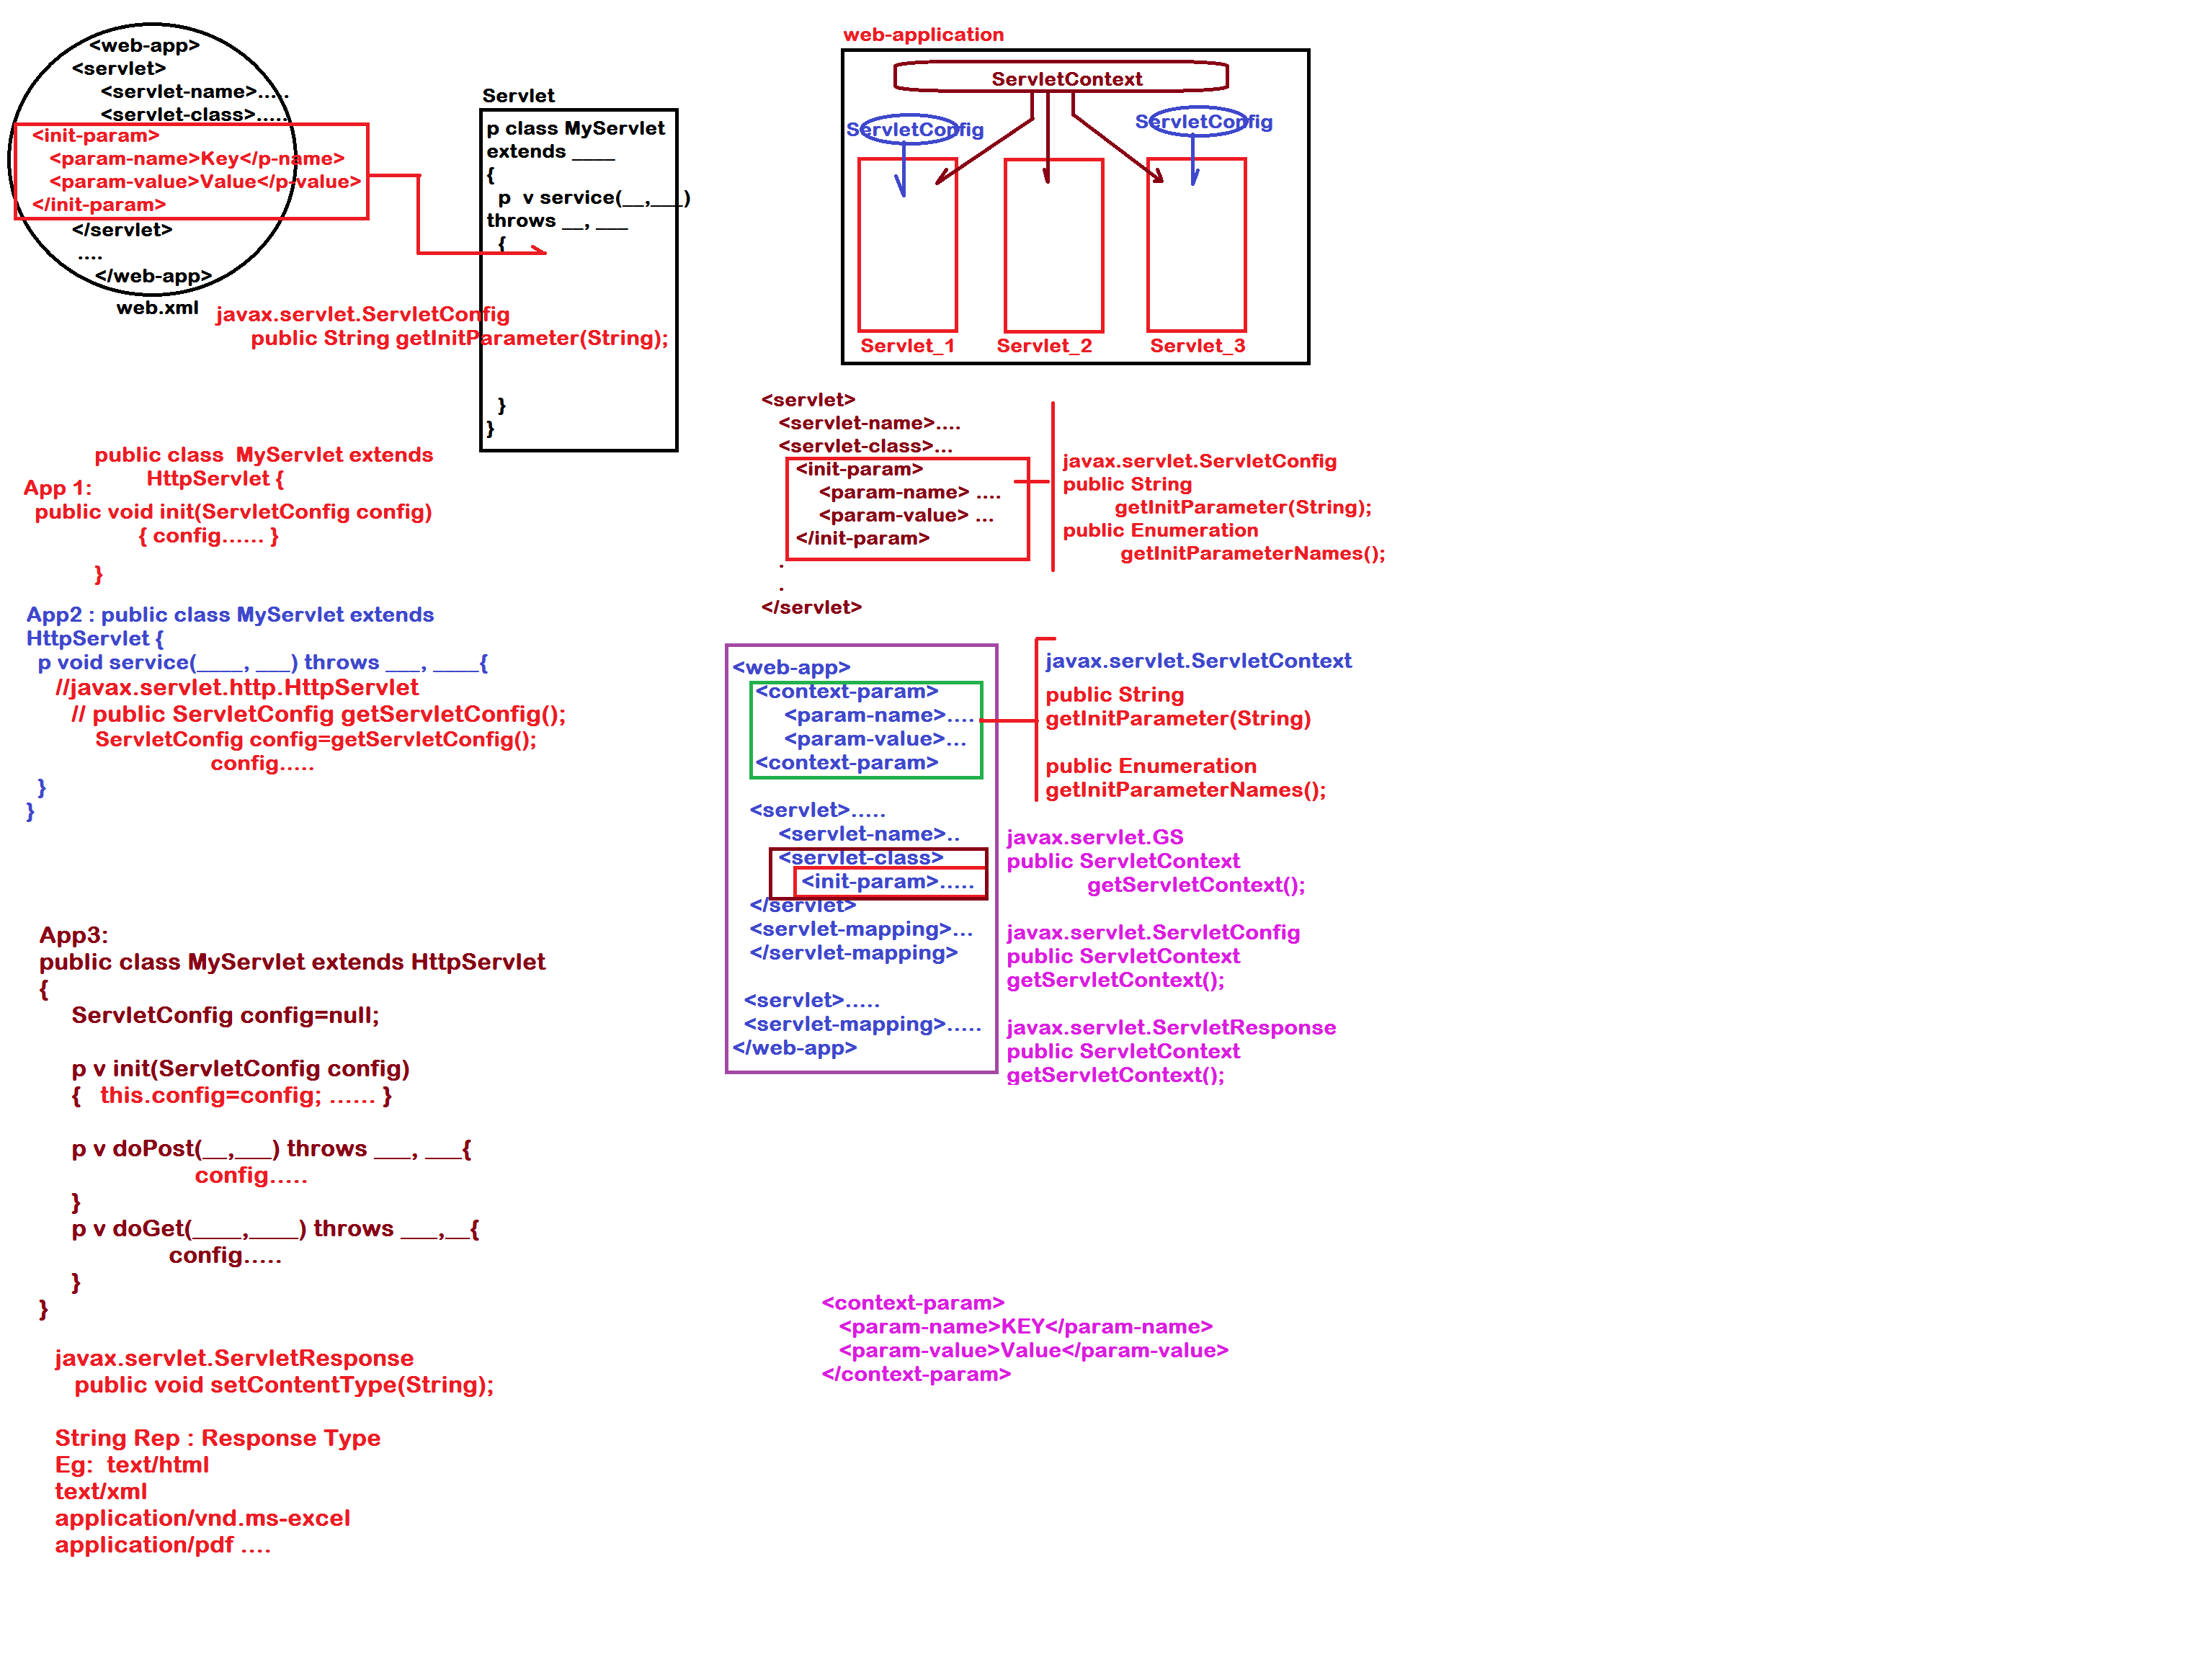 <web-app>
<servlet>
<servlet-name>.....
<servlet-class>.....
<init-param>
<param-name>Key</p-name>
<param-value>Value</p-value>
</init-param>
</servlet>
....
</web-app>
web.xml
javax.servlet.ServletConfig
public String getInitParameter(String);
Servlet
p class MyServlet
extends ____
{
p  v service(__,___)
throws __, ___
{
}
}
public class  MyServlet extends
HttpServlet {
App 1:
public void init(ServletConfig config)
{ config...... }
}
App2 : public class MyServlet extends
HttpServlet {
p void service(____, ___) throws ___, ____{
//javax.servlet.http.HttpServlet
// public ServletConfig getServletConfig();
ServletConfig config=getServletConfig();
config.....
}
}
App3:
public class MyServlet extends HttpServlet
{
ServletConfig config=null;
p v init(ServletConfig config)
{   this.config=config; ...... }
p v doPost(__,___) throws ___, ___{
config.....
}
p v doGet(____,____) throws ___,__{
config.....
}
}
javax.servlet.ServletResponse
public void setContentType(String);
String Rep : Response Type
Eg:  text/html
text/xml
application/vnd.ms-excel
application/pdf ....
web-application
ServletContext
ServletConfig
ServletConfig
Servlet_1
Servlet_2
Servlet_3
<servlet>
<servlet-name>....
<servlet-class>...
<init-param>
<param-name> ....
<param-value> ...
</init-param>
.
.
</servlet>
javax.servlet.ServletConfig
public String
getInitParameter(String);
public Enumeration
getInitParameterNames();
<web-app>
<context-param>
<param-name>....
<param-value>...
<context-param>
<servlet>.....
<servlet-name>..
<servlet-class>
<init-param>.....
</servlet>
<servlet-mapping>...
</servlet-mapping>
<servlet>.....
<servlet-mapping>.....
</web-app>
javax.servlet.ServletContext
public String
getInitParameter(String)
public Enumeration
getInitParameterNames();
javax.servlet.GS
public ServletContext
getServletContext();
javax.servlet.ServletConfig
public ServletContext
getServletContext();
javax.servlet.ServletResponse
public ServletContext
getServletContext();
<context-param>
<param-name>KEY</param-name>
<param-value>Value</param-value>
</context-param>